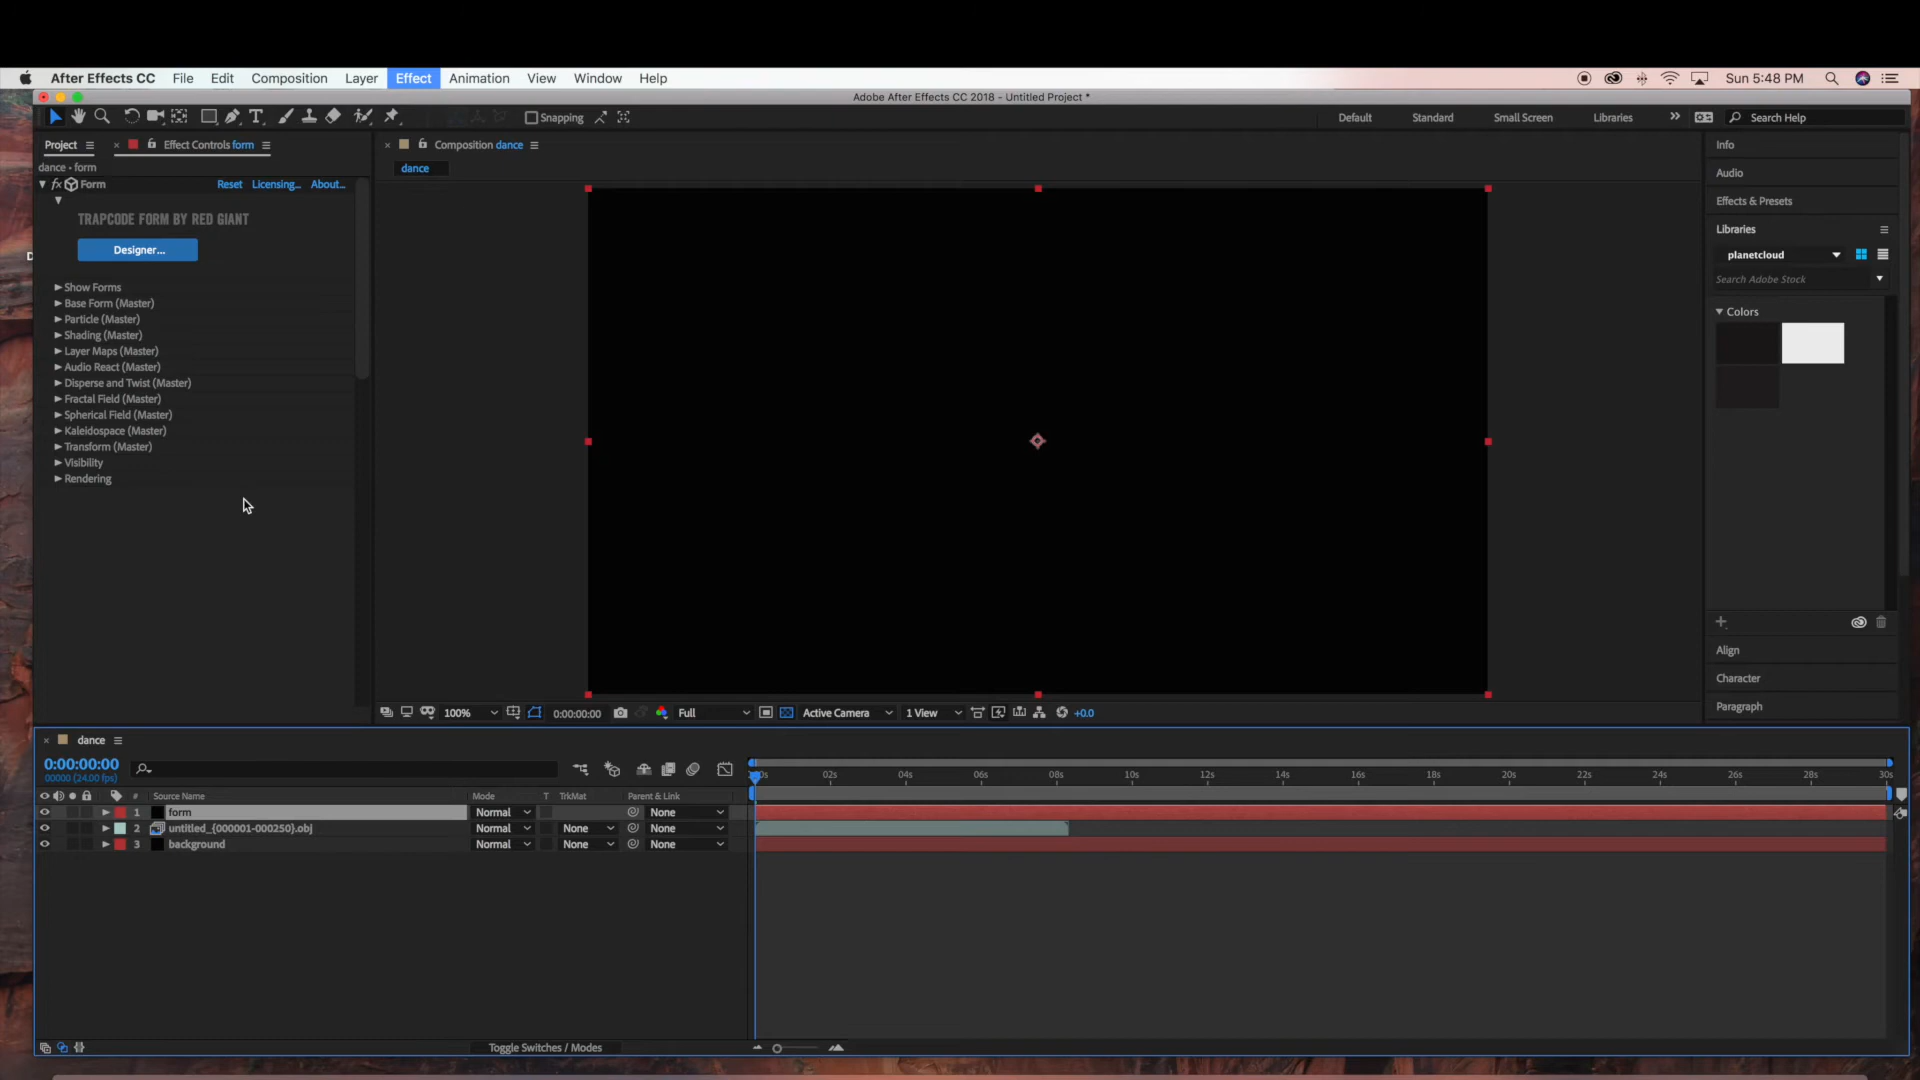 After Effects CC File Edit Composition Layer Effect Animation View Window Help Sun 5:48 PM
Adobe After Effects CC 2018 - Untitled Project *
T Snapping Default Standard Small Screen Libraries Search Help
Project Effect Controls form Composition dance Info
dance • form dance
Audio
fx Form Reset Licensing... About...
TRAPCODE FORM BY RED GIANT
Designer...
Effects & Presets
Libraries
planetcloud
Search Adobe Stock
Colors
Show Forms
Base Form (Master)
Particle (Master)
Shading (Master)
Layer Maps (Master)
Audio React (Master)
Disperse and Twist (Master)
Fractal Field (Master)
Spherical Field (Master)
Kaleidospace (Master)
Transform (Master)
Visibility
Rendering
Align
Character
Paragraph
100% 0:00:00:00 Full Active Camera 1 View +0.0
dance
0:00:00:00
00000 (24.00 fps)
02s 04s 06s 08s 10s 12s 14s 16s 18s 20s 22s 24s 26s 28s 30s
# Source Name Mode T TrkMat Parent & Link
1 form Normal None
2 untitled_{000001-000250}.obj Normal None None
3 background Normal None None
Toggle Switches / Modes